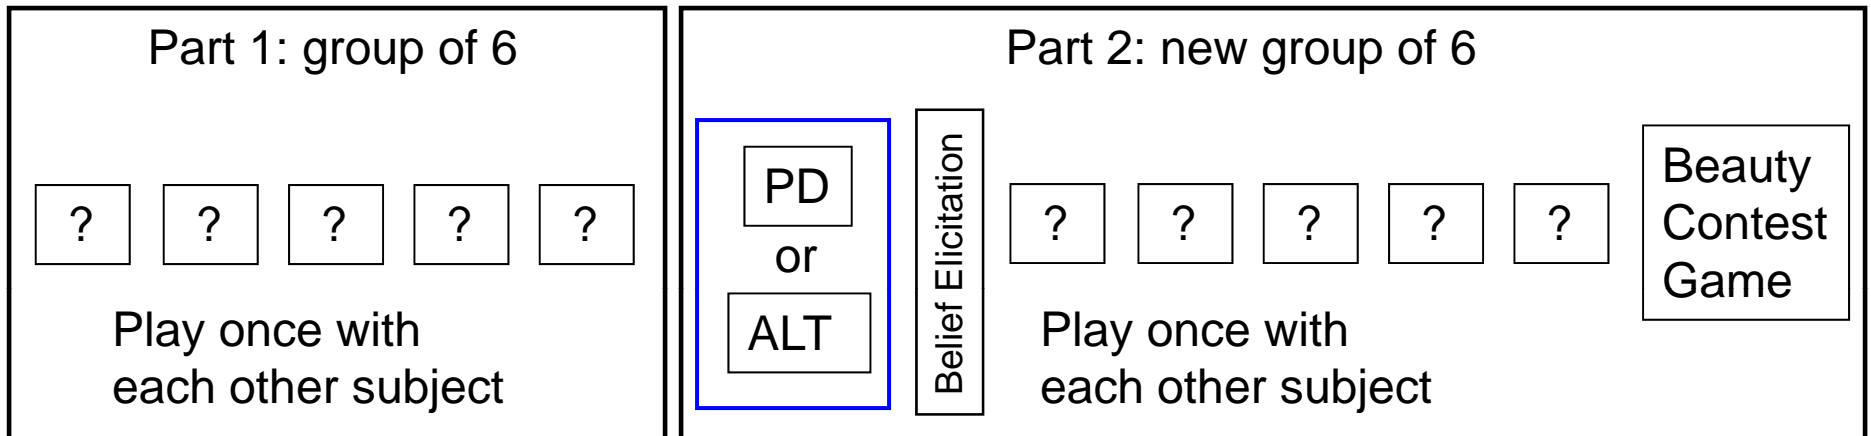 Part 1: group of 6
?
?
?
?
?
Play once with
each other subject
Part 2: new group of 6
PD
or
ALT
Belief Elicitation
?
?
?
?
?
Play once with
each other subject
Beauty
Contest
Game